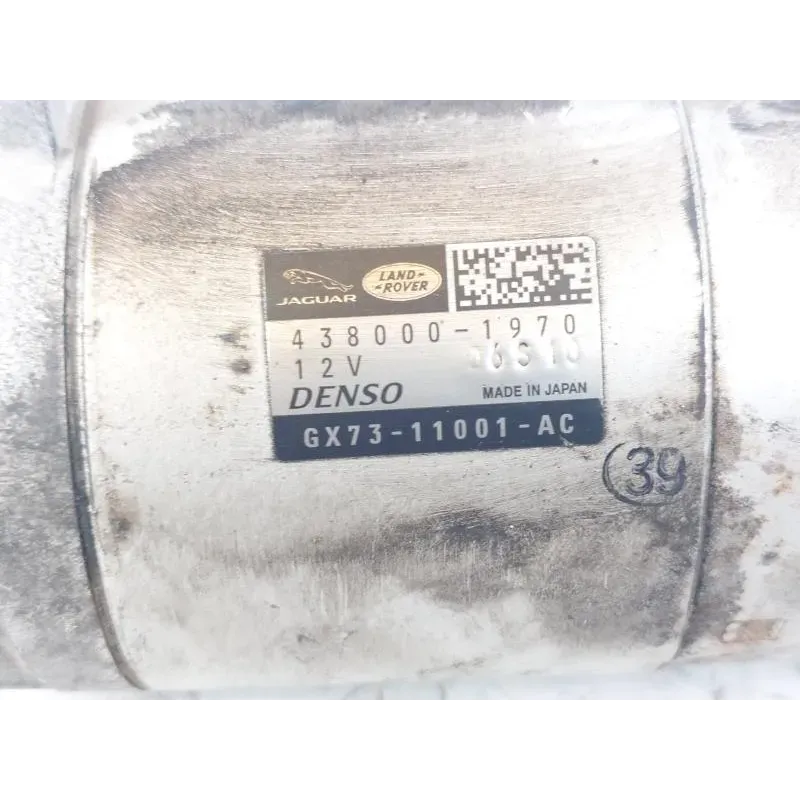 JAGUAR
LAND-
-ROVER
438000-1970
12V
DENSO
MADE IN JAPAN
GX73-11001-AC
39